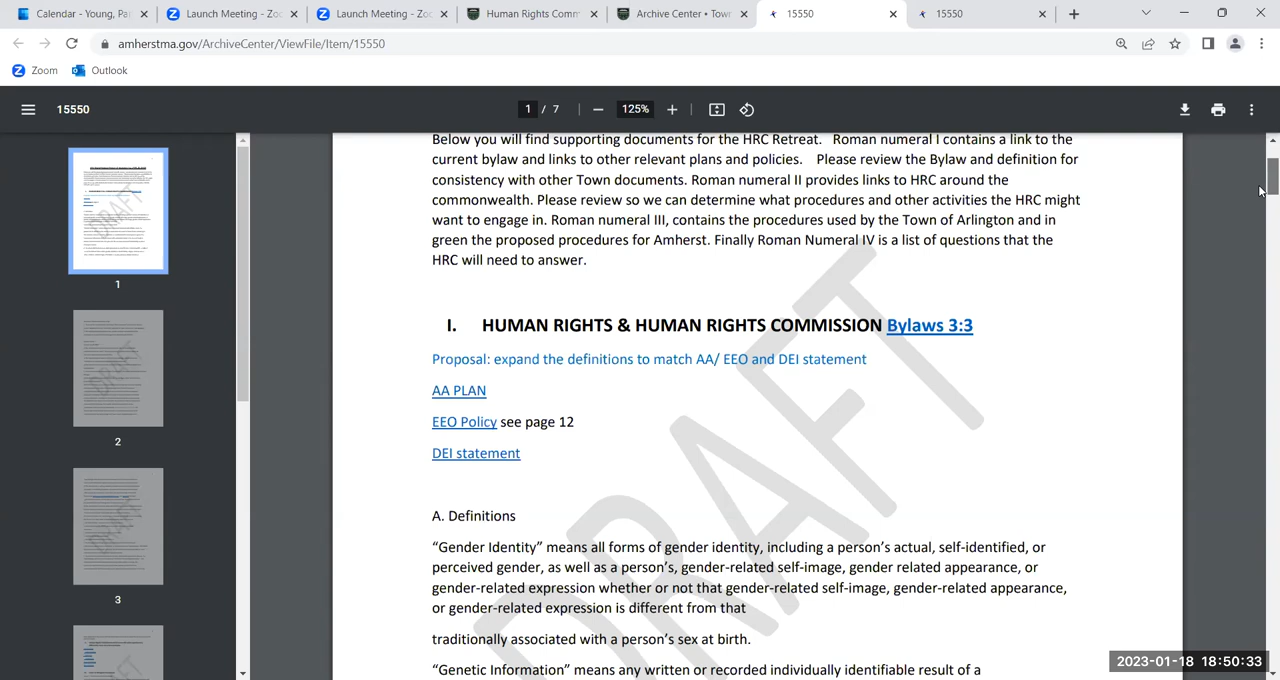 Calendar - Young, Pa
Launch Meeting - Zoo
Launch Meeting - Zoo
Human Rights Comm
Archive Center • Town
15550
15550
amherstma.gov/ArchiveCenter/ViewFile/Item/15550
Zoom
Outlook
15550
1 / 7
125%
Below you will find supporting documents for the HRC Retreat. Roman numeral I contains a link to the
current bylaw and links to other relevant plans and policies. Please review the Bylaw and definition for
consistency with other Town documents. Roman numeral II provides links to HRC around the
commonwealth. Please review so we can determine what procedures and other activities the HRC might
want to engage in. Roman numeral III, contains the procedures used by the Town of Arlington and in
green the proposed procedures for Amherst. Finally Roman Numeral IV is a list of questions that the
HRC will need to answer.
I. HUMAN RIGHTS & HUMAN RIGHTS COMMISSION Bylaws 3:3
Proposal: expand the definitions to match AA/ EEO and DEI statement
AA PLAN
EEO Policy see page 12
DEI statement
A. Definitions
“Gender Identity” means all forms of gender identity, including a person’s actual, self-identified, or
perceived gender, as well as a person’s, gender-related self-image, gender related appearance, or
gender-related expression whether or not that gender-related self-image, gender-related appearance,
or gender-related expression is different from that
traditionally associated with a person’s sex at birth.
“Genetic Information” means any written or recorded individually identifiable result of a
DRAFT
1
2
3
2023-01-18 18:50:33